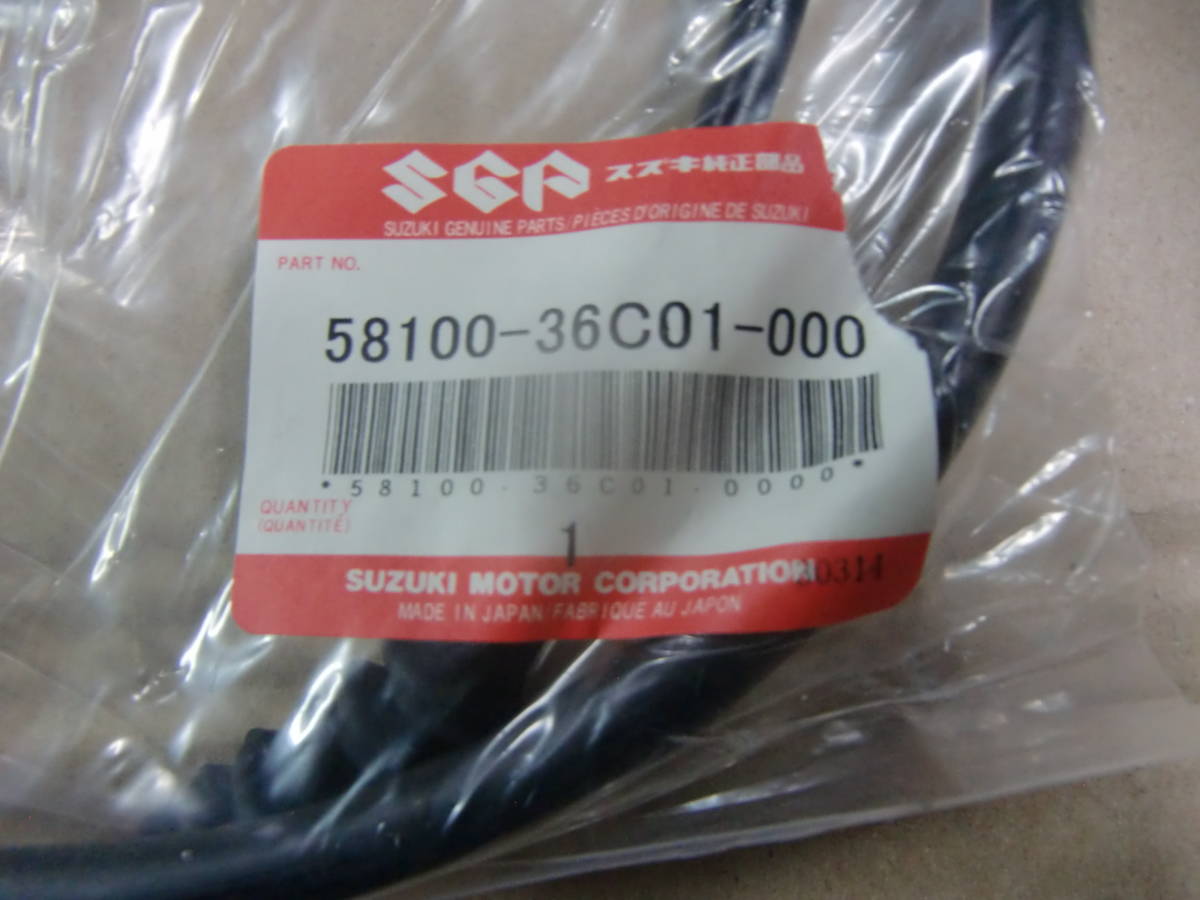 SGP スズキ純正部品
SUZUKI GENUINE PARTS/PIÈCES D'ORIGINE DE SUZUKI
PART NO.
58100-36C01-000
*58100-36C01-0000*
QUANTITY
(QUANTITÉ)
1
SUZUKI MOTOR CORPORATION
MADE IN JAPAN/FABRIQUE AU JAPON